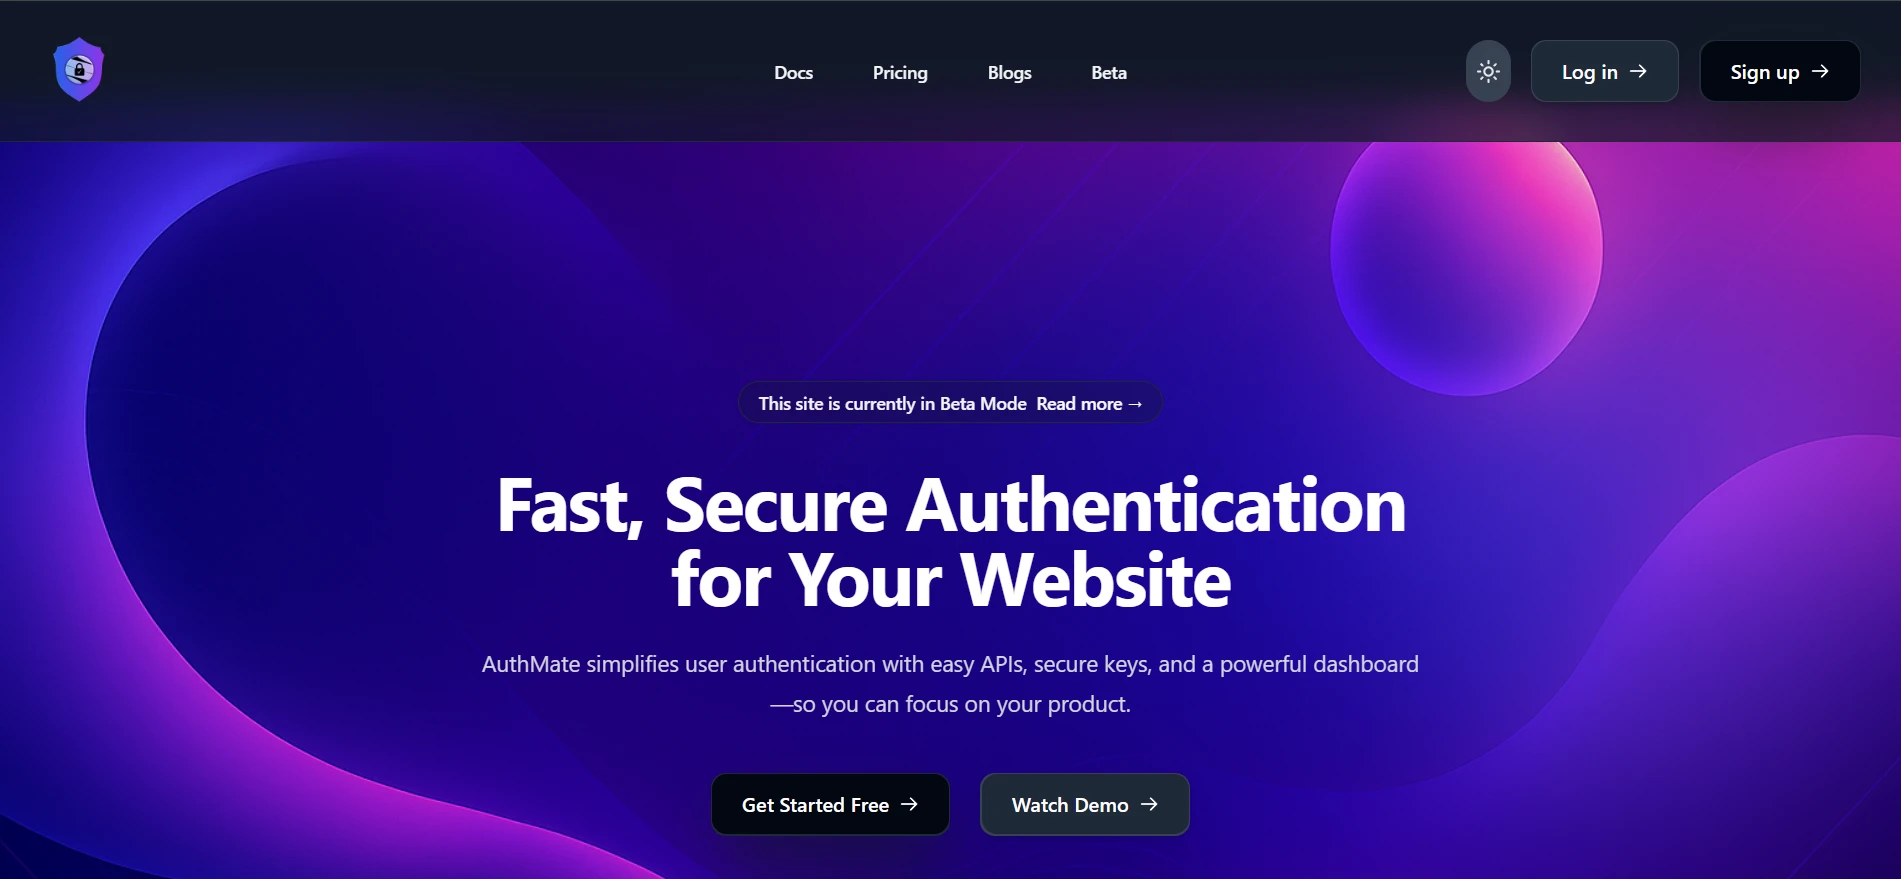 Docs Pricing Blogs Beta Log in → Sign up →
This site is currently in Beta Mode Read more →
Fast, Secure Authentication
for Your Website
AuthMate simplifies user authentication with easy APIs, secure keys, and a powerful dashboard
—so you can focus on your product.
Get Started Free → Watch Demo →